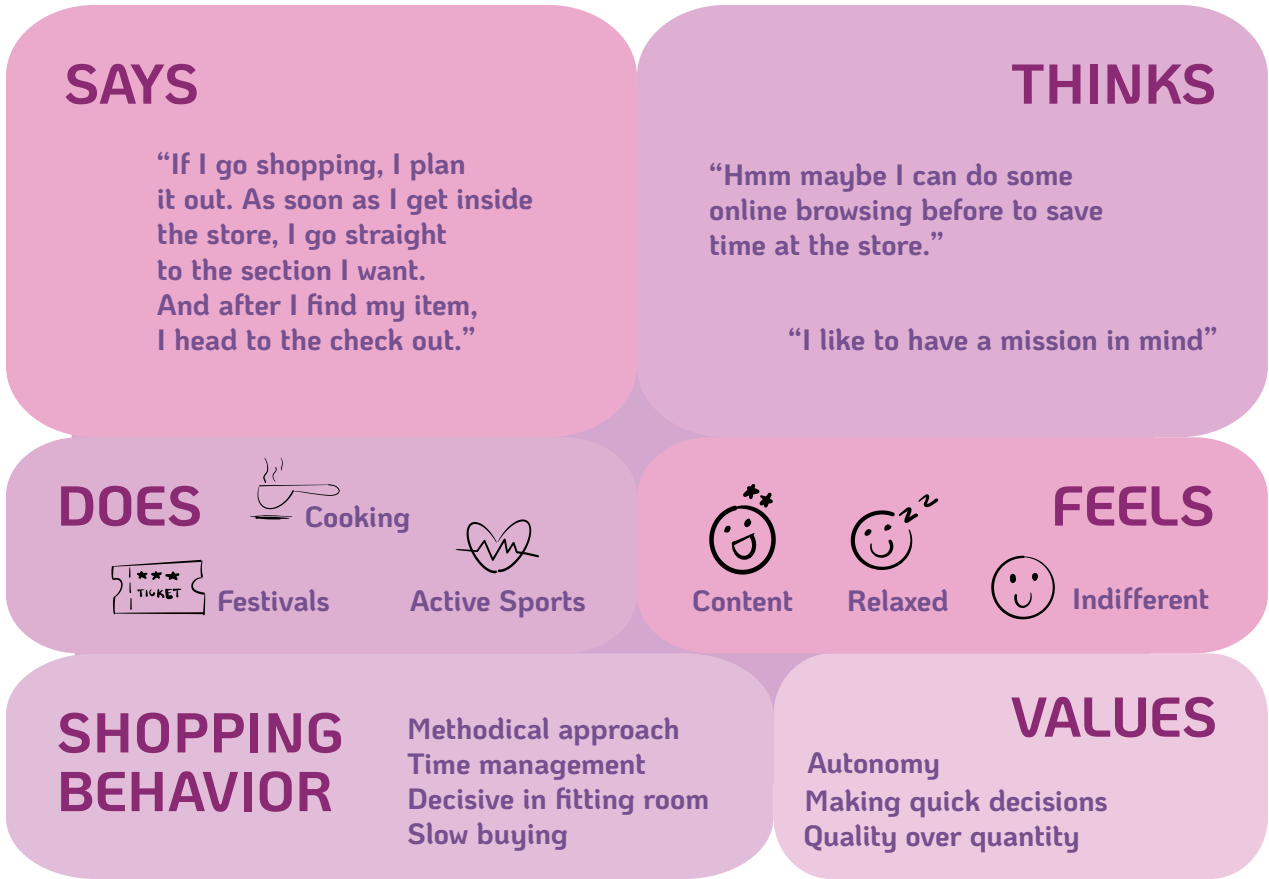 SAYS
“If I go shopping, I plan
it out. As soon as I get inside
the store, I go straight
to the section I want.
And after I find my item,
I head to the check out.”
THINKS
“Hmm maybe I can do some
online browsing before to save
time at the store.”
“I like to have a mission in mind”
DOES
Cooking
TICKET
Festivals
Active Sports
FEELS
Content
Relaxed
zzz
Indifferent
SHOPPING
BEHAVIOR
Methodical approach
Time management
Decisive in fitting room
Slow buying
VALUES
Autonomy
Making quick decisions
Quality over quantity